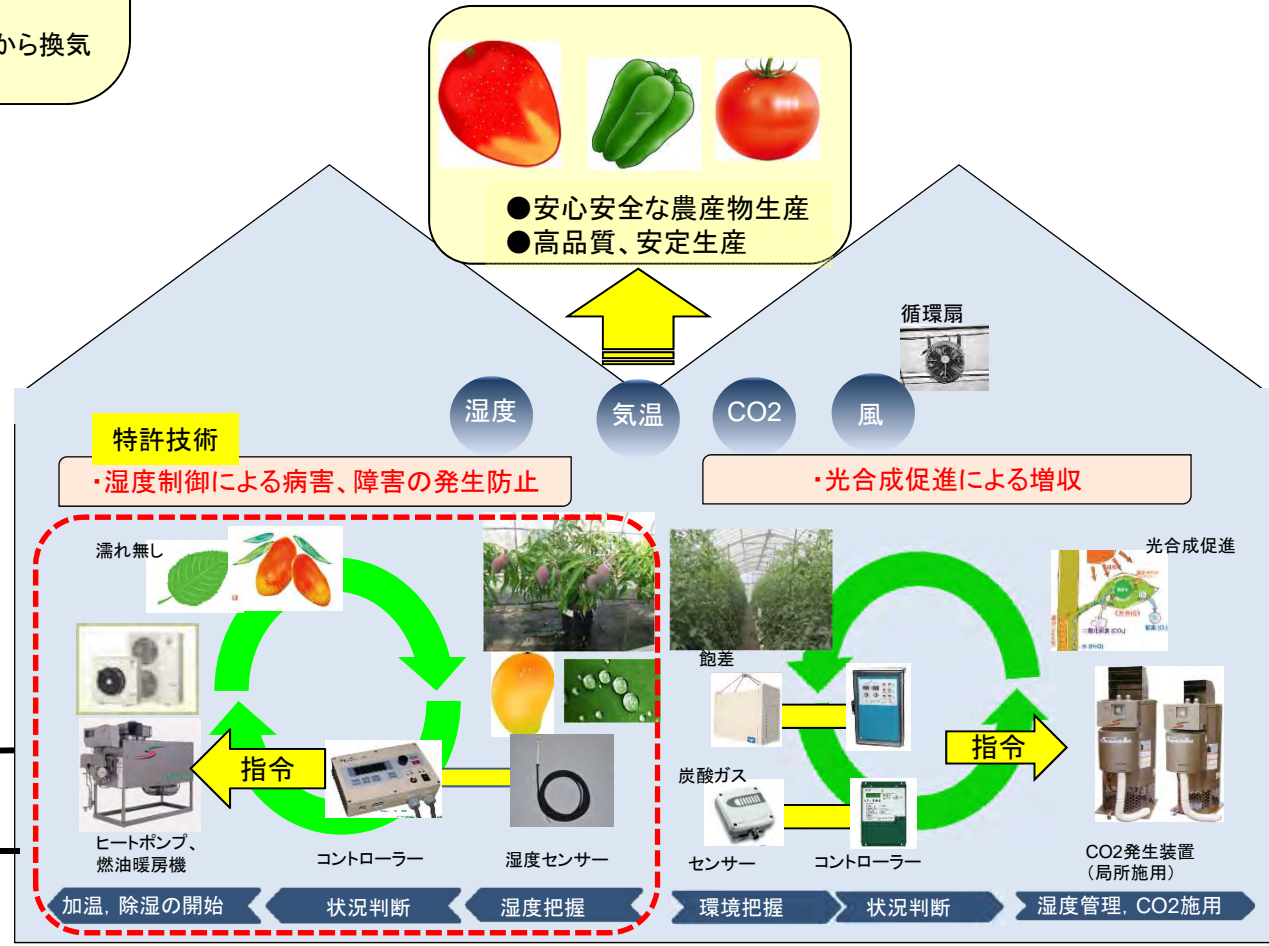 から換気
●安心安全な農産物生産
●高品質、安定生産
循環扇
湿度
気温
CO2
風
特許技術
・湿度制御による病害、障害の発生防止
・光合成促進による増収
濡れ無し
光合成促進
飽差
指令
指令
炭酸ガス
ヒートポンプ、
燃油暖房機
コントローラー
湿度センサー
センサー
コントローラー
CO2発生装置
（局所施用）
加温，除湿の開始
状況判断
湿度把握
環境把握
状況判断
湿度管理，CO2施用